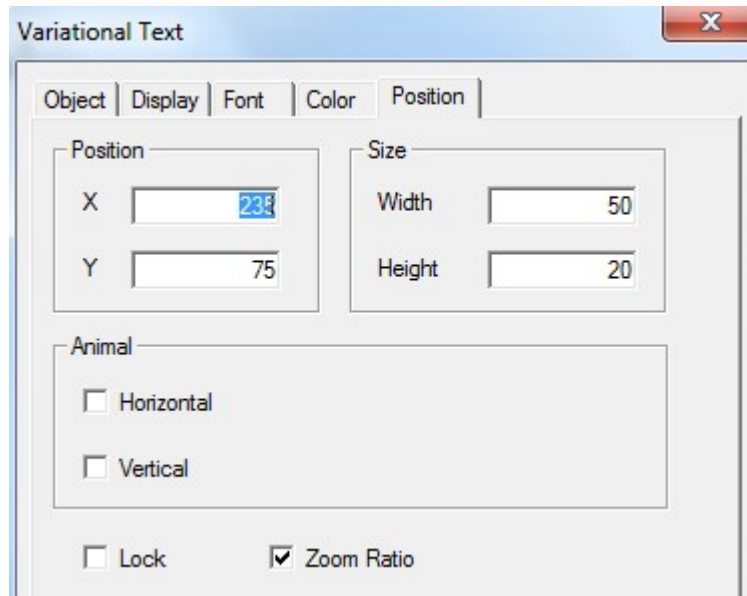 Variational Text
Object Display Font Color Position
Position Size
X 235 Width 50
Y 75 Height 20
Animal
Horizontal
Vertical
Lock Zoom Ratio